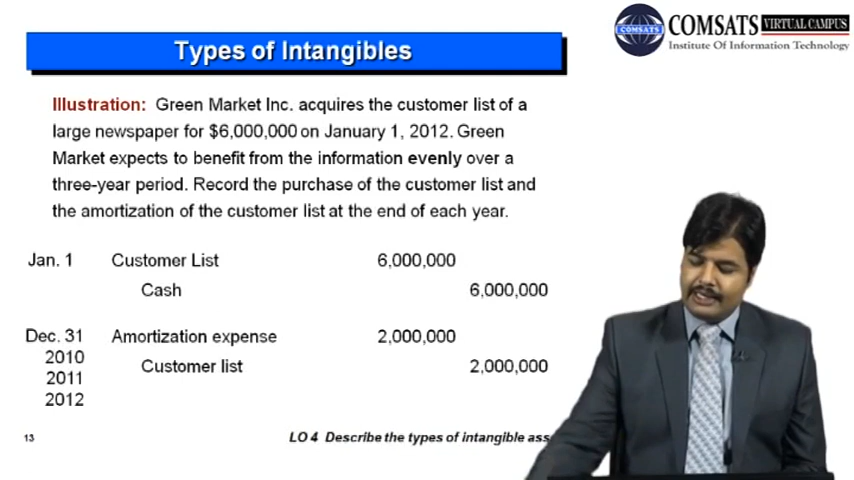 COMSATS VIRTUAL CAMPUS
Institute Of Information Technology
COMSATS
Types of Intangibles
Illustration: Green Market Inc. acquires the customer list of a
large newspaper for $6,000,000 on January 1, 2012. Green
Market expects to benefit from the information evenly over a
three-year period. Record the purchase of the customer list and
the amortization of the customer list at the end of each year.
Jan. 1 Customer List 6,000,000
Cash 6,000,000
Dec. 31 Amortization expense 2,000,000
2010
Customer list 2,000,000
2011
2012
13
LO 4 Describe the types of intangible ass